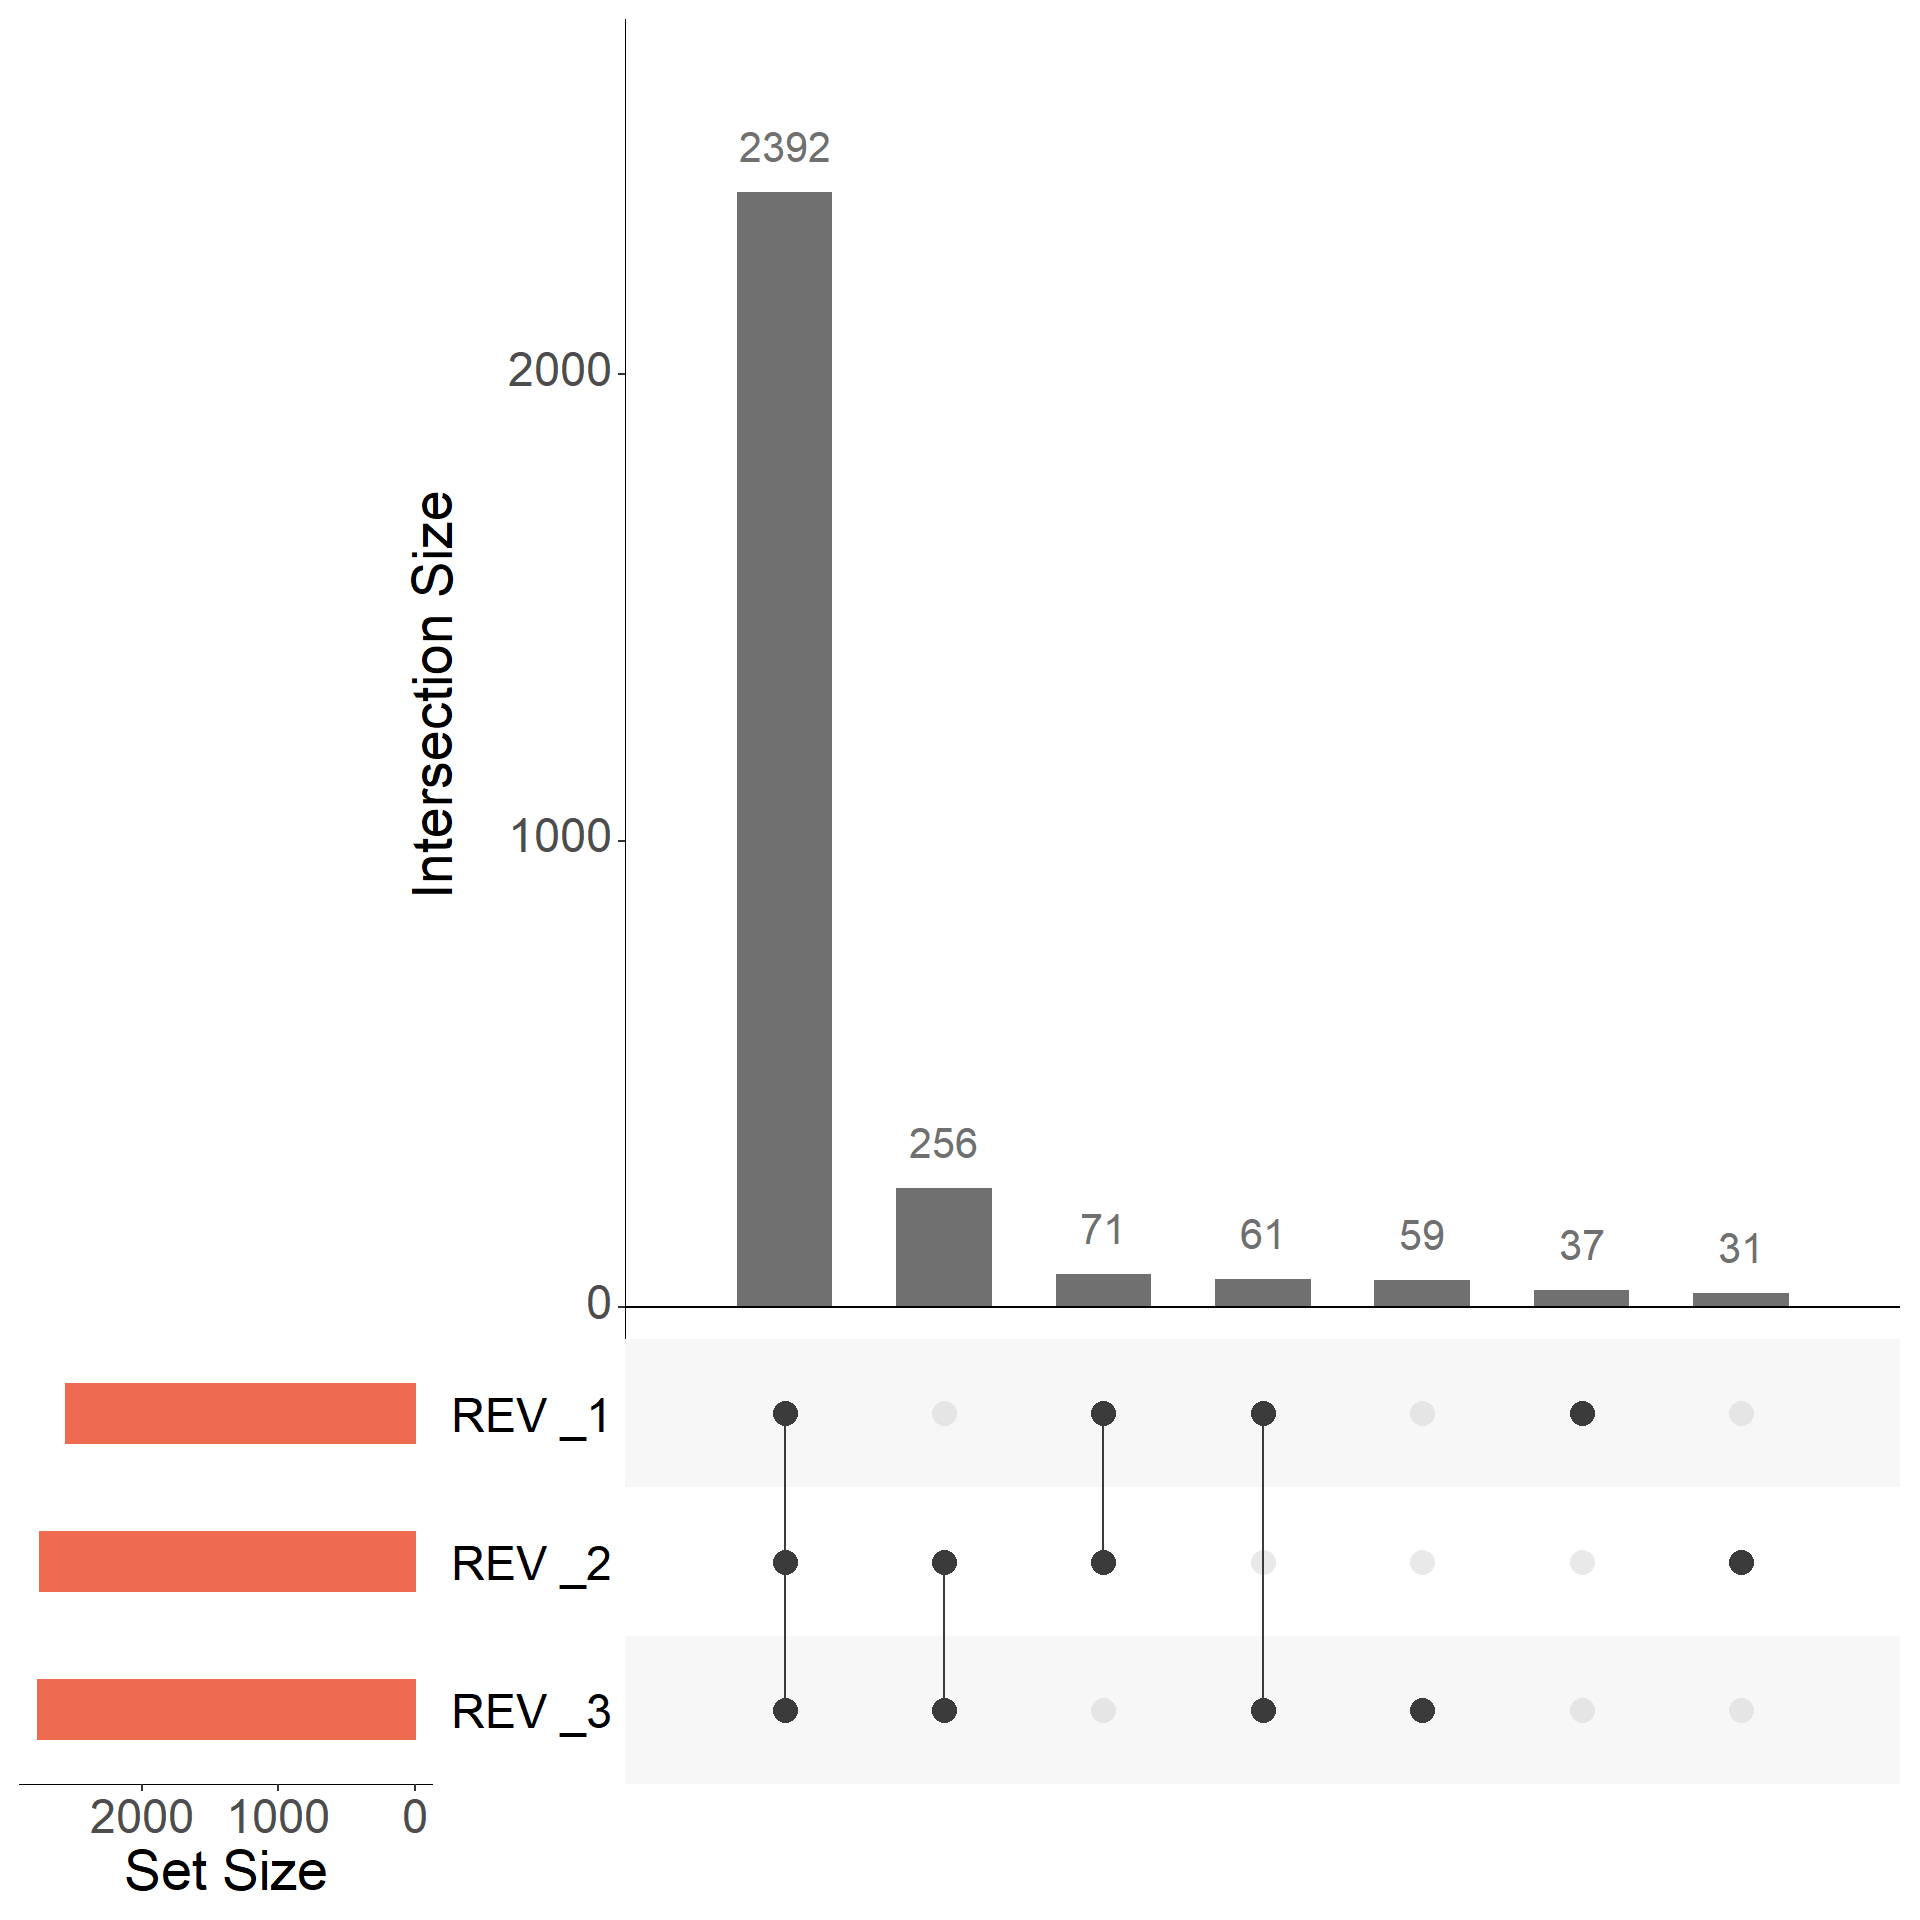 2392
2000
Intersection Size
1000
256
71
61
59
37
31
0
REV _1
REV _2
REV _3
2000 1000 0
Set Size